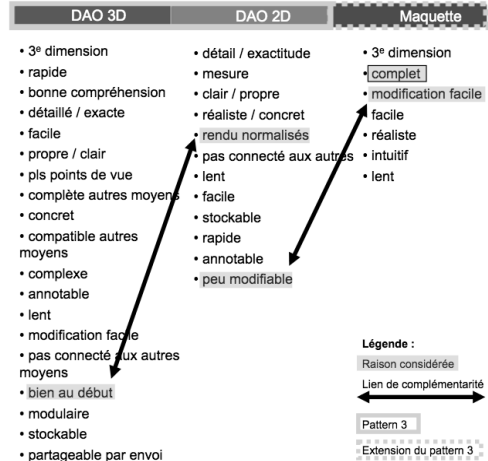 DAO 3D
• 3e dimension
• rapide
• bonne compréhension
• détaillé / exacte
• facile
• propre / clair
• pls points de vue
• complète autres moyens
• concret
• compatible autres
moyens
• complexe
• annotable
• lent
• modification facile
• pas connecté aux autres
moyens
• bien au début
• modulaire
• stockable
• partageable par envoi
DAO 2D
• détail / exactitude
• mesure
• clair / propre
• réaliste / concret
• rendu normalisés
• pas connecté aux autres
• lent
• facile
• stockable
• rapide
• annotable
• peu modifiable
Maquette
• 3e dimension
• complet
• modification facile
• facile
• réaliste
• intuitif
• lent
Légende :
Raison considérée
Lien de complémentarité
Pattern 3
Extension du pattern 3